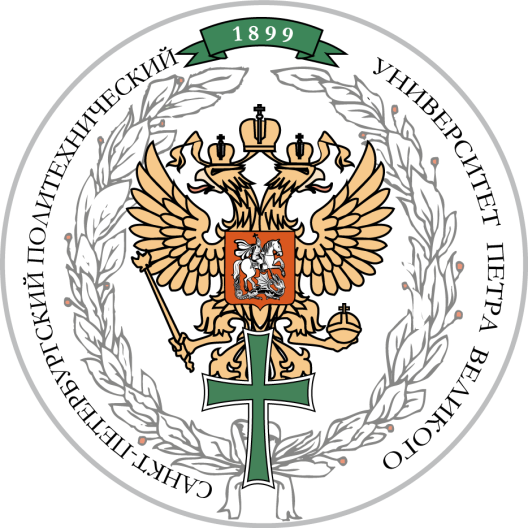 1899
САНКТ-ПЕТЕРБУРГСКИЙ ПОЛИТЕХНИЧЕСКИЙ
УНИВЕРСИТЕТ ПЕТРА ВЕЛИКОГО